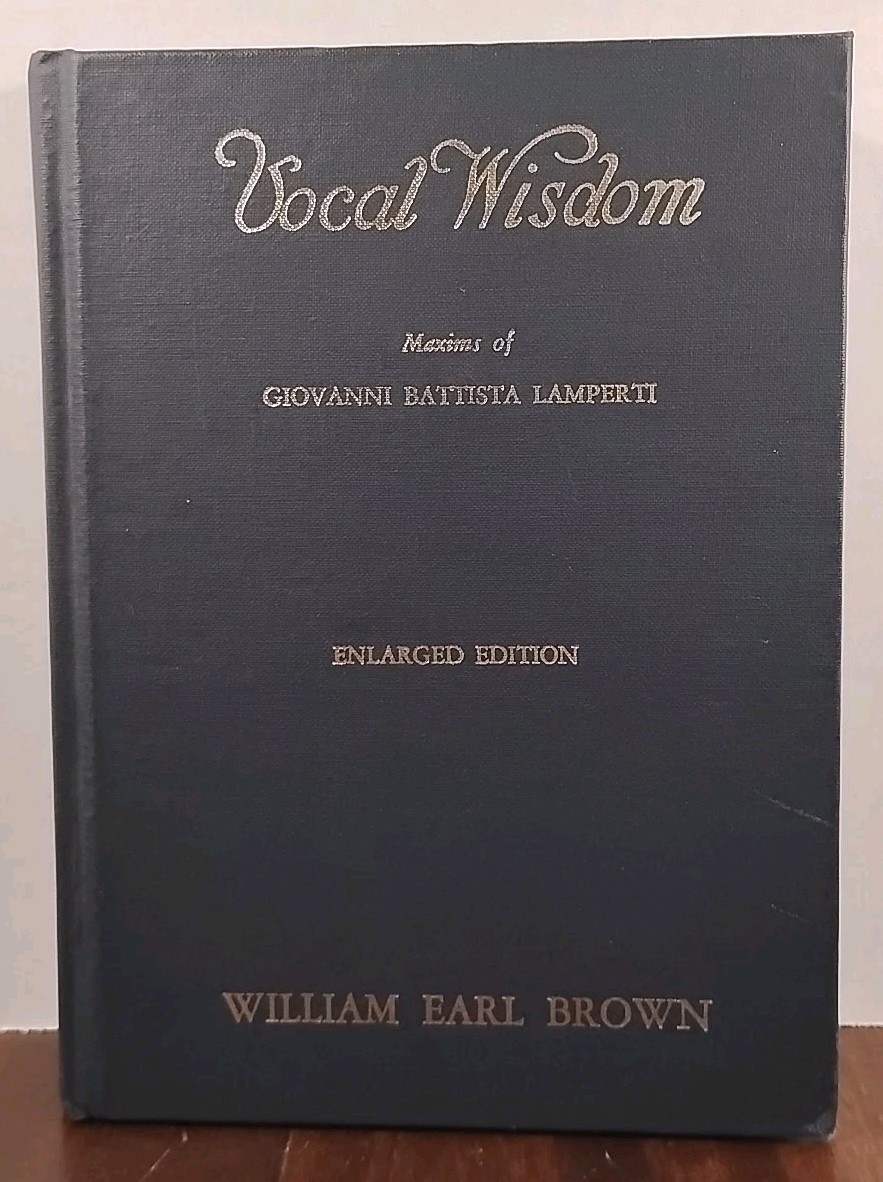 Vocal Wisdom
Maxims of
GIOVANNI BATTISTA LAMPERTI
ENLARGED EDITION
WILLIAM EARL BROWN